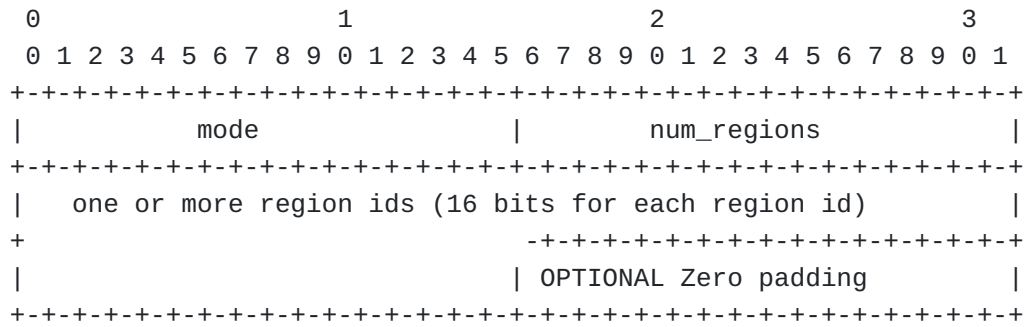 0                   1                   2                   3
 0 1 2 3 4 5 6 7 8 9 0 1 2 3 4 5 6 7 8 9 0 1 2 3 4 5 6 7 8 9 0 1
+-+-+-+-+-+-+-+-+-+-+-+-+-+-+-+-+-+-+-+-+-+-+-+-+-+-+-+-+-+-+-+-+
|           mode                |        num_regions            |
+-+-+-+-+-+-+-+-+-+-+-+-+-+-+-+-+-+-+-+-+-+-+-+-+-+-+-+-+-+-+-+-+
|   one or more region ids (16 bits for each region id)         |
+                                -+-+-+-+-+-+-+-+-+-+-+-+-+-+-+-+
|                               | OPTIONAL Zero padding         |
+-+-+-+-+-+-+-+-+-+-+-+-+-+-+-+-+-+-+-+-+-+-+-+-+-+-+-+-+-+-+-+-+